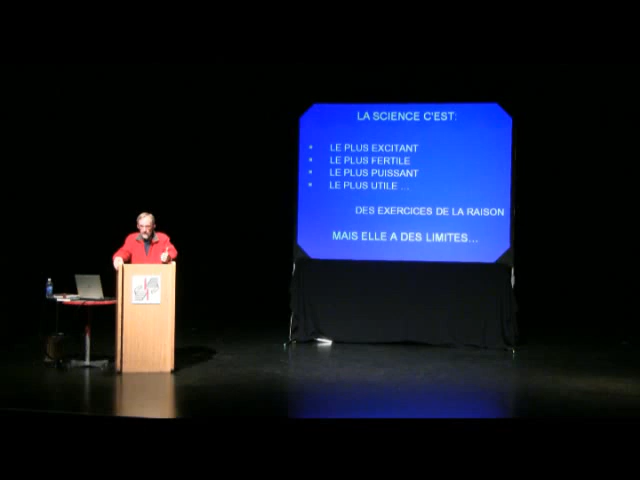 LA SCIENCE C'EST:
• LE PLUS EXCITANT
• LE PLUS FERTILE
• LE PLUS PUISSANT
• LE PLUS UTILE ...
DES EXERCICES DE LA RAISON
MAIS ELLE A DES LIMITES...